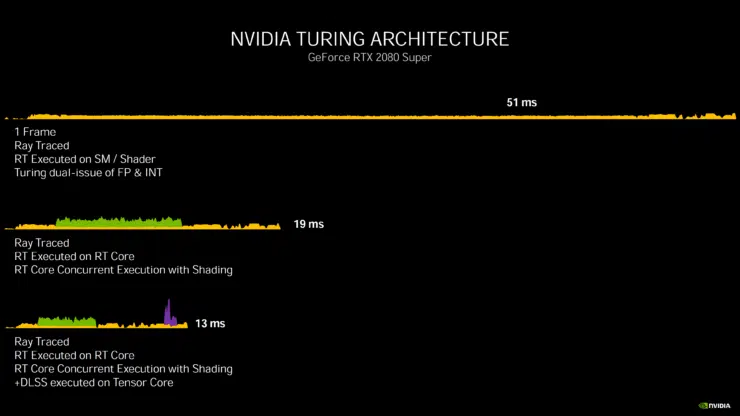 NVIDIA TURING ARCHITECTURE
GeForce RTX 2080 Super
51 ms
1 Frame
Ray Traced
RT Executed on SM / Shader
Turing dual-issue of FP & INT
19 ms
Ray Traced
RT Executed on RT Core
RT Core Concurrent Execution with Shading
13 ms
Ray Traced
RT Executed on RT Core
RT Core Concurrent Execution with Shading
+DLSS executed on Tensor Core
NVIDIA